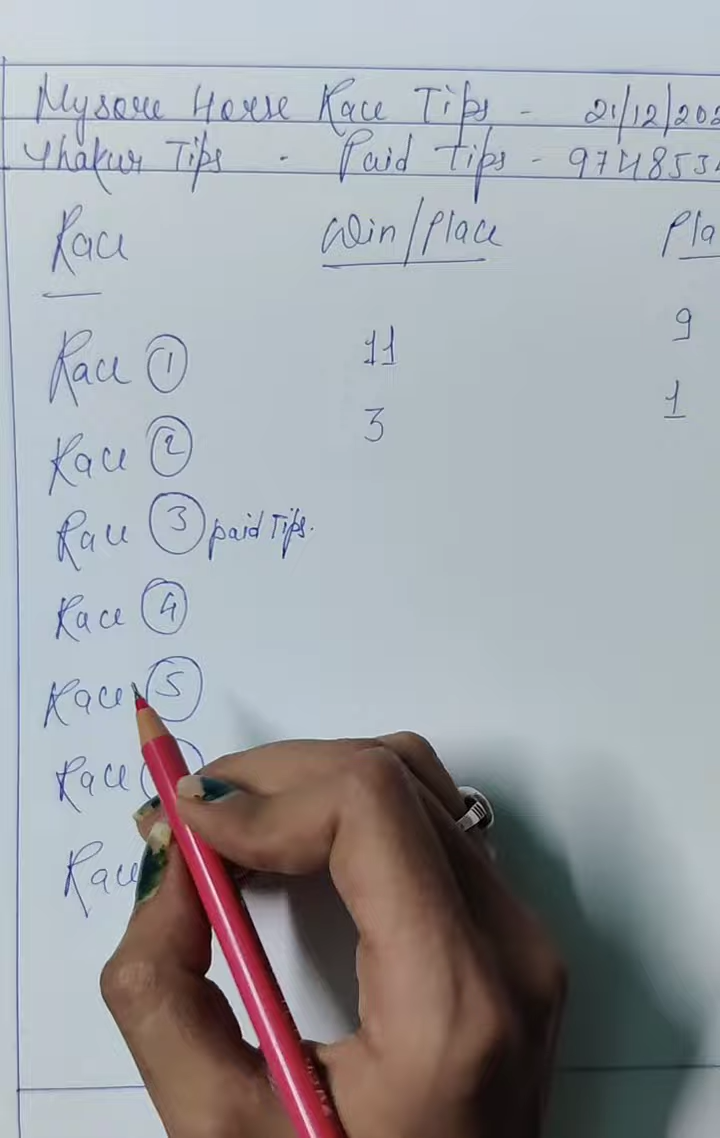 Mysore Horse Race Tips - 21/12/202
Thakur Tips - Paid Tips - 974853
Race Win/Place Pla
Race 1 11 9
Race 2 3 1
Race 3 paid Tips.
Race 4
Race 5
Race
Race